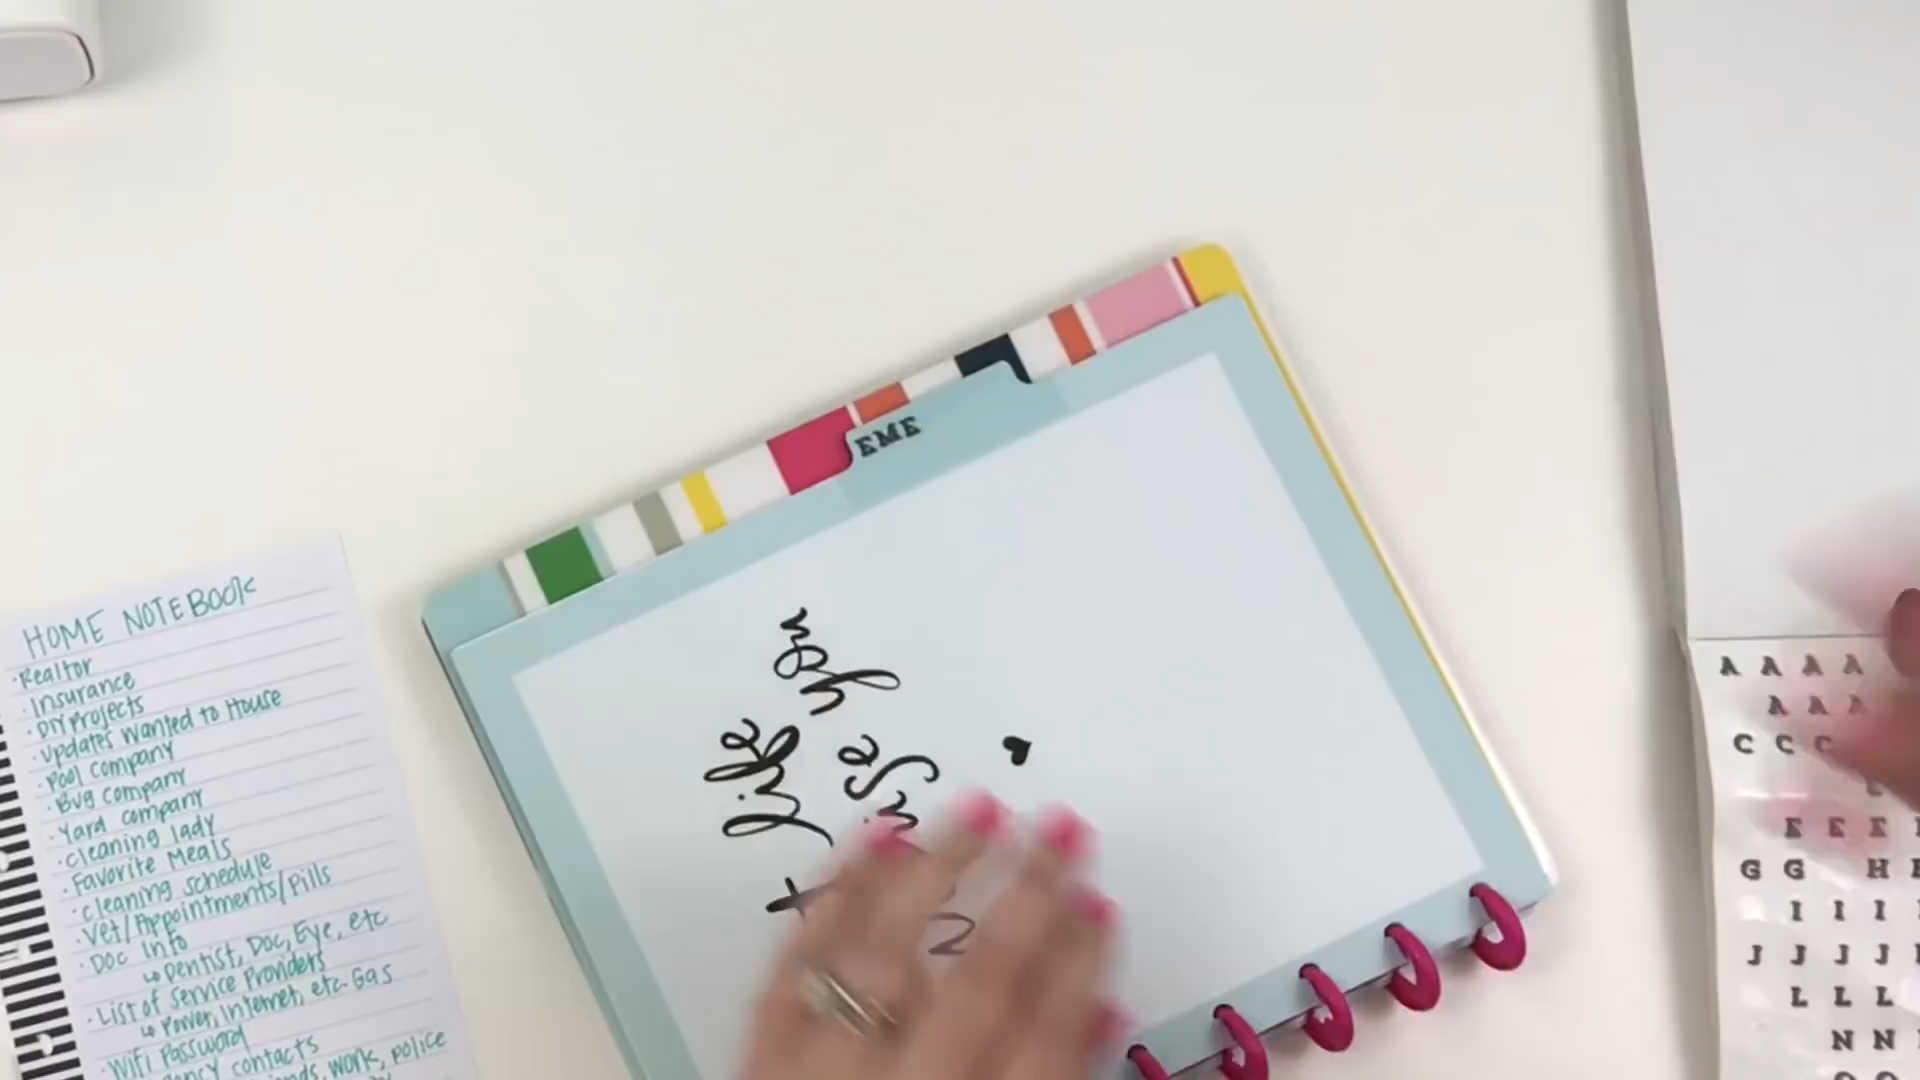 HOME NOTEBOOK
· Realtor
· Insurance
· DIY Projects
· Updates Wanted to House
· Pool Company
· Bug Company
· Yard company
· cleaning lady
· Favorite Meals
· cleaning schedule
· Vet/Appointments/Pills
· Doc Info
↳ Dentist, Doc, Eye, etc
· List of Service Providers
↳ Power, Internet, etc-Gas
· Wifi Password
contacts
work, police
EME
like you
A A A A
A A A
C C C
E E E
G G H
I I I
J J J J
L L L
N N